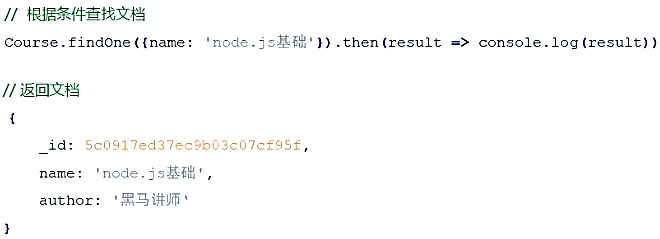 // 根据条件查找文档
Course.findOne({name: 'node.js基础'}).then(result => console.log(result))
// 返回文档
{
_id: 5c0917ed37ec9b03c07cf95f,
name: 'node.js基础',
author: '黑马讲师'
}